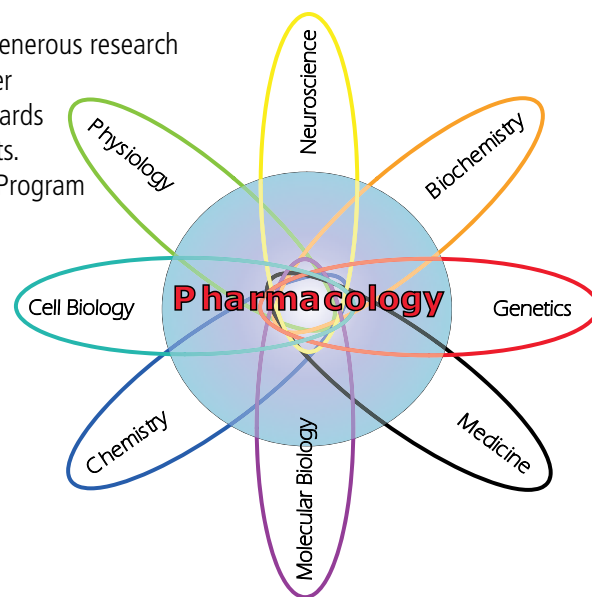 enerous research
er
ards
ts.
Program
Neuroscience
Physiology
Biochemistry
Cell Biology
Pharmacology
Genetics
Chemistry
Medicine
Molecular Biology